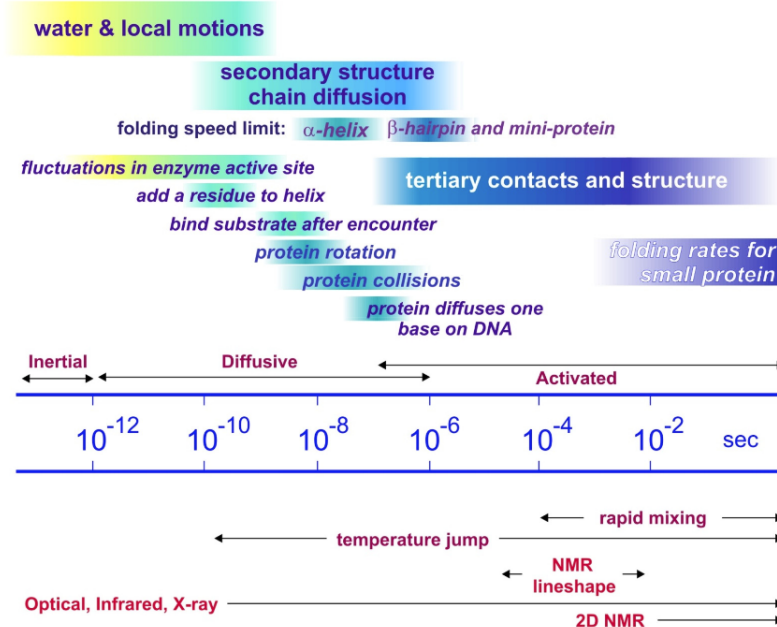 water & local motions
secondary structure
chain diffusion
folding speed limit: α-helix β-hairpin and mini-protein
fluctuations in enzyme active site
tertiary contacts and structure
add a residue to helix
bind substrate after encounter
protein rotation
folding rates for
small protein
protein collisions
protein diffuses one
base on DNA
Inertial Diffusive Activated
10⁻¹² 10⁻¹⁰ 10⁻⁸ 10⁻⁶ 10⁻⁴ 10⁻² sec
rapid mixing
temperature jump
NMR
lineshape
Optical, Infrared, X-ray
2D NMR